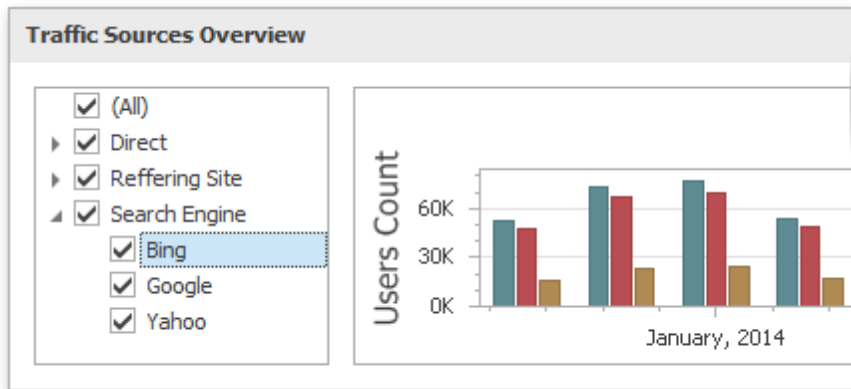 Traffic Sources Overview
(All)
Direct
Reffering Site
Search Engine
Bing
Google
Yahoo
Users Count
60K
30K
0K
January, 2014